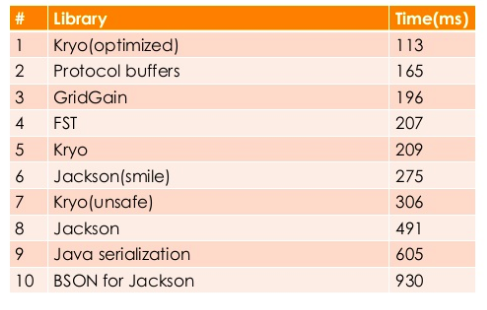 # Library Time(ms)
1 Kryo(optimized) 113
2 Protocol buffers 165
3 GridGain 196
4 FST 207
5 Kryo 209
6 Jackson(smile) 275
7 Kryo(unsafe) 306
8 Jackson 491
9 Java serialization 605
10 BSON for Jackson 930